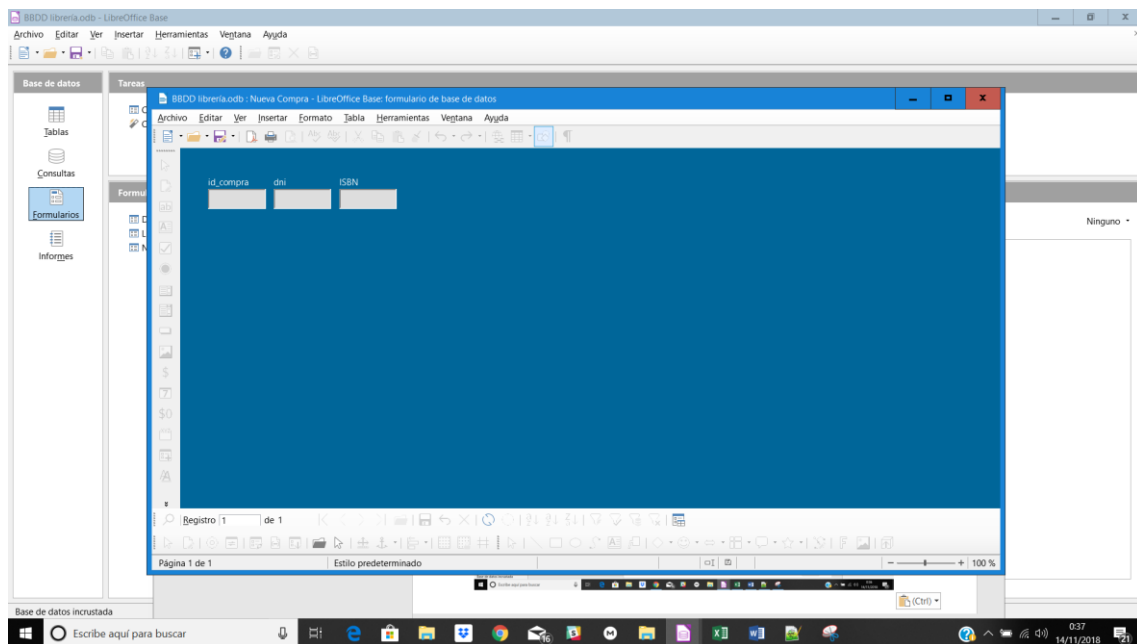 BBDD librería.odb - LibreOffice Base
Archivo Editar Ver Insertar Herramientas Ventana Ayuda
Base de datos
Tareas
Tablas
Consultas
Formularios
Informes
Ninguno
BBDD librería.odb : Nueva Compra - LibreOffice Base: formulario de base de datos
Archivo Editar Ver Insertar Formato Tabla Herramientas Ventana Ayuda
id_compra dni ISBN
Registro 1 de 1
Página 1 de 1 Estilo predeterminado 100 %
(Ctrl)
Base de datos incrustada
Escribe aquí para buscar
16
0:37
14/11/2018
21